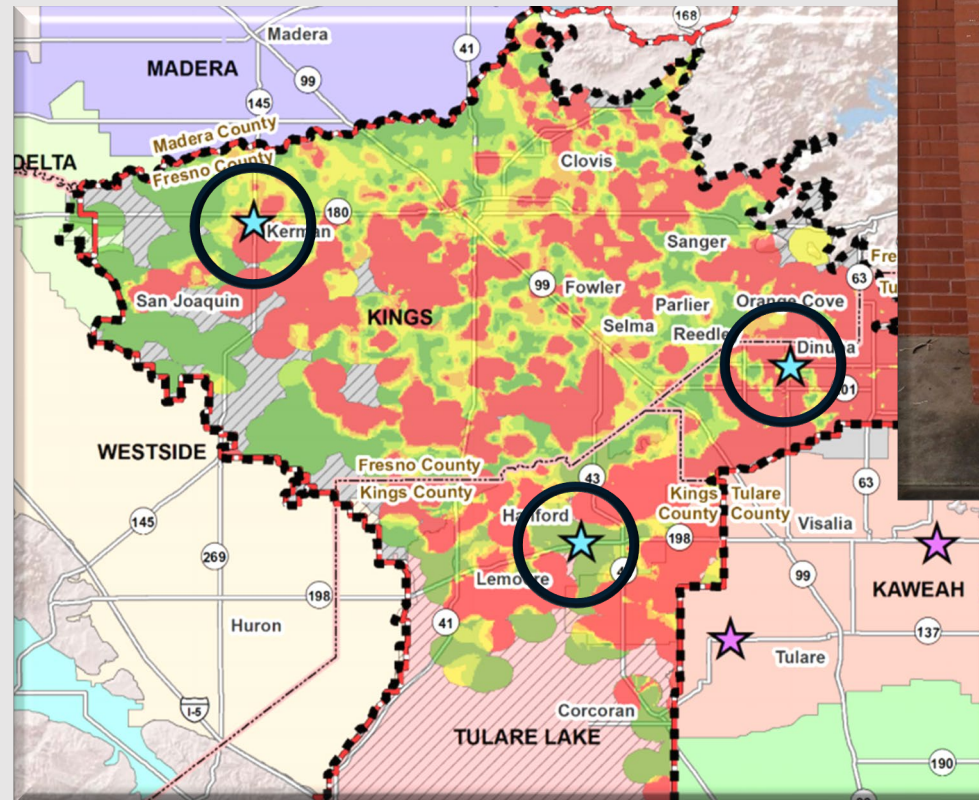 168
Madera
41
MADERA
99
145
Madera County
DELTA
Fresno County
Clovis
180
Kerman
Sanger
Fre
63
Tu
99
Fowler
San Joaquin
Parlier
Orange Cove
KINGS
Selma
Reedle
Dinuba
01
WESTSIDE
Fresno County
43
Kings County
Kings
County
Tulare
County
63
Hanford
Visalia
145
198
269
4
99
Lemoore
KAWEAH
198
41
Huron
137
Tulare
I-5
Corcoran
TULARE LAKE
190